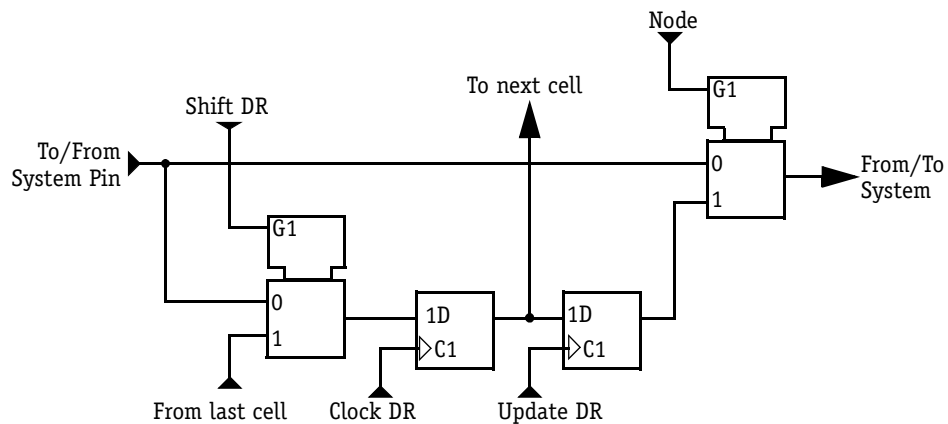 Node
G1
To next cell
Shift DR
To/From
System Pin
0
1
From/To
System
G1
0
1
1D
C1
1D
C1
From last cell
Clock DR
Update DR